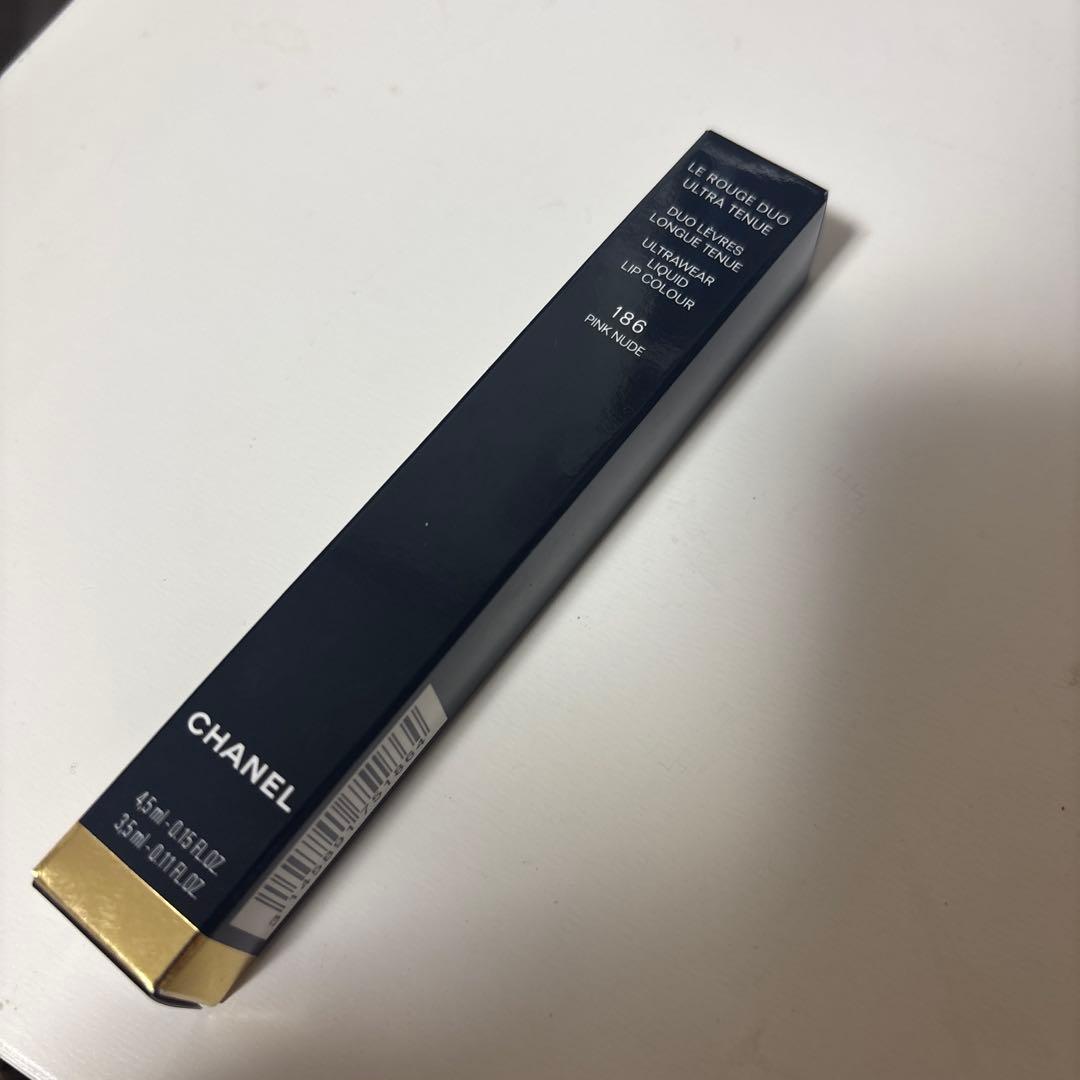 LE ROUGE DUO
ULTRA TENUE
DUO LÈVRES
LONGUE TENUE
ULTRAWEAR
LIQUID
LIP COLOUR
186
PINK NUDE
CHANEL
4,5 ml - 0.15 FL.OZ.
3,5 ml - 0.11 FL.OZ.